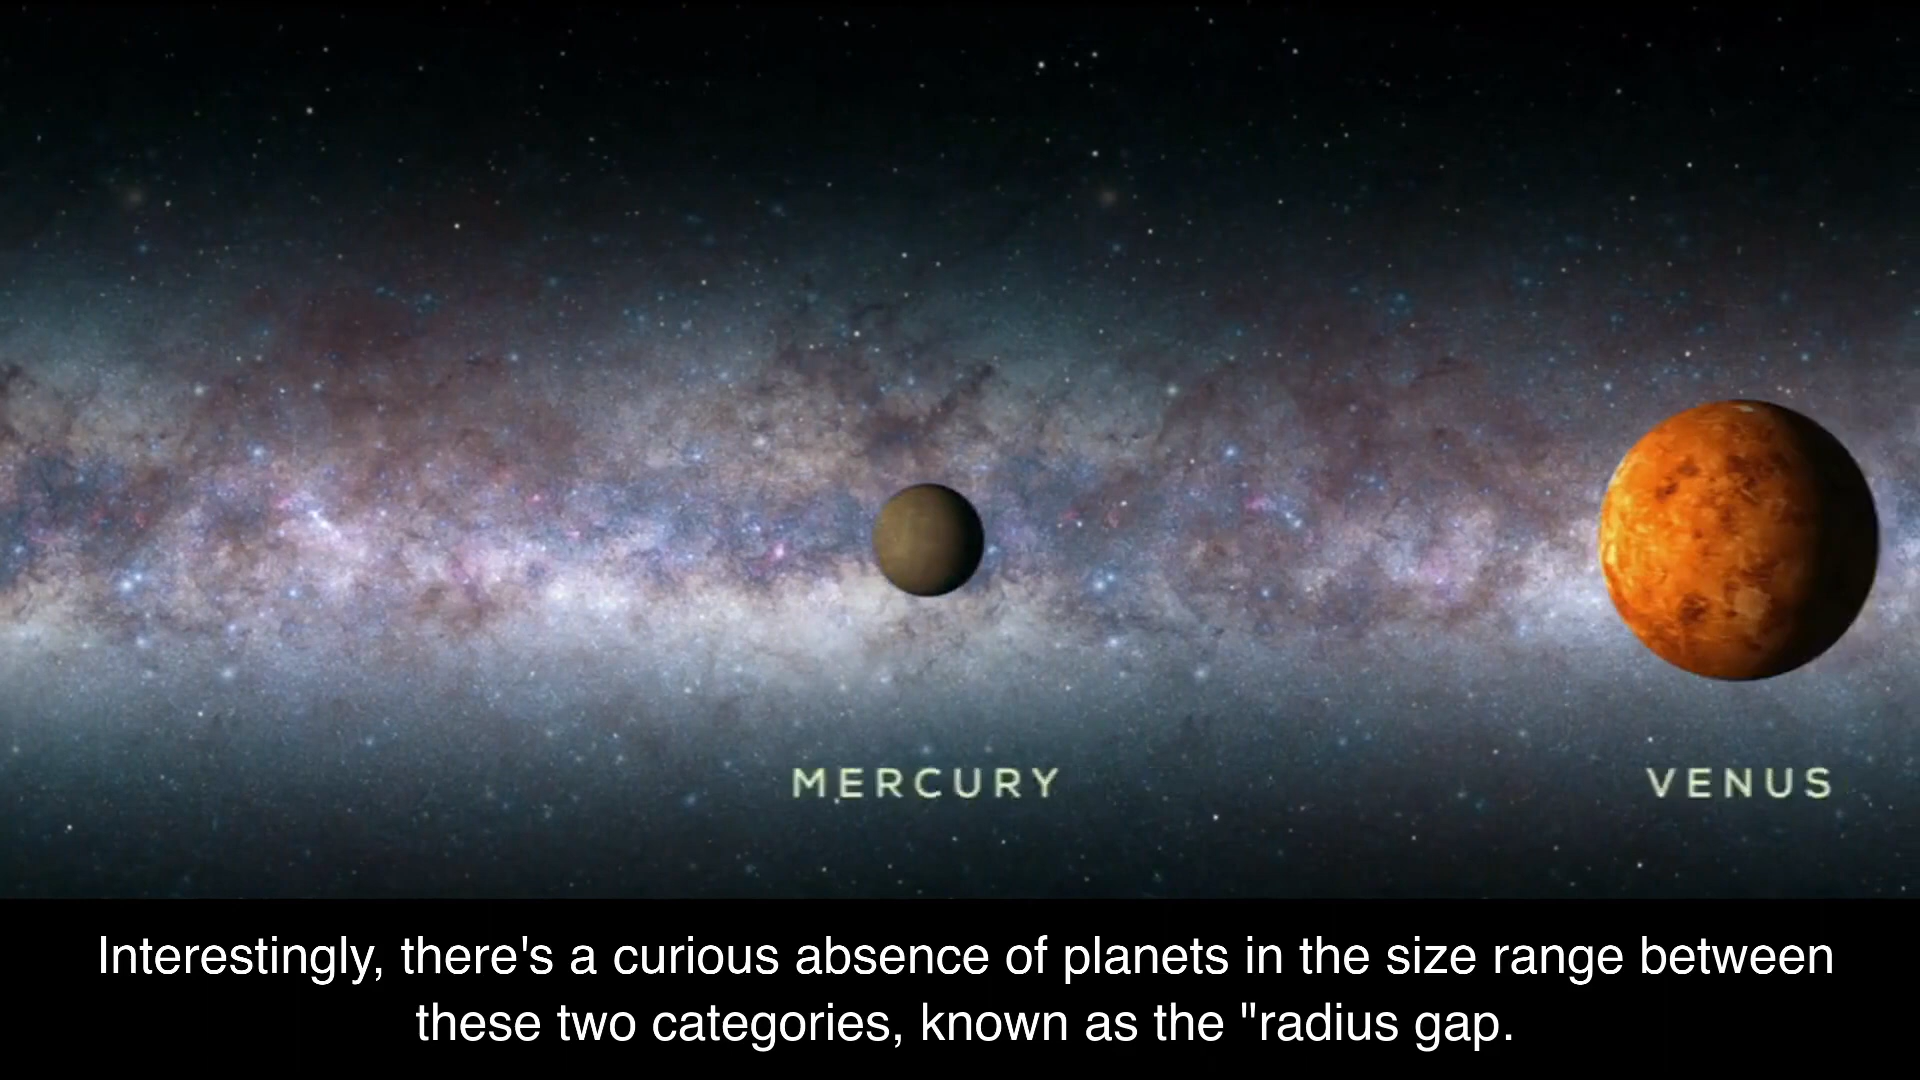 MERCURY
VENUS
Interestingly, there's a curious absence of planets in the size range between
these two categories, known as the "radius gap.